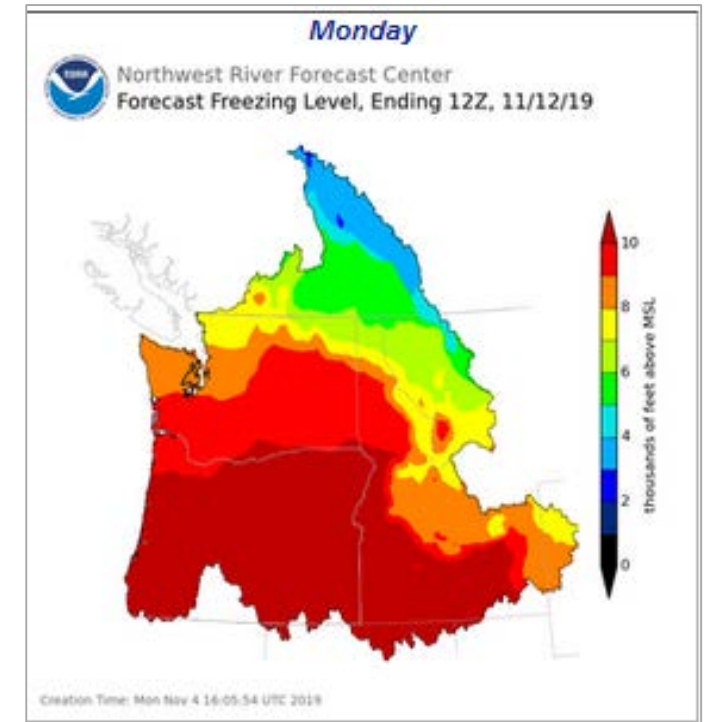 Monday
Northwest River Forecast Center
Forecast Freezing Level, Ending 12Z, 11/12/19
10
8
6
4
2
0
thousands of feet above MSL
Creation Time: Mon Nov 4 16:05:54 UTC 2019